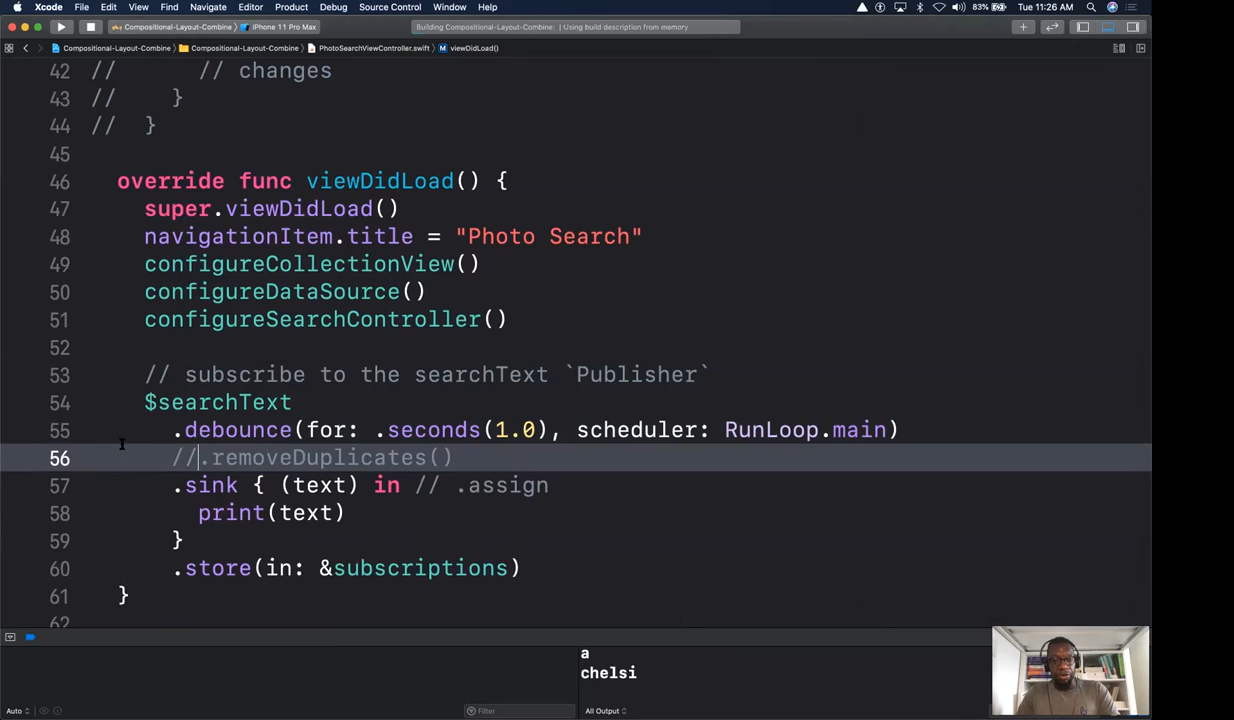 Xcode File Edit View Find Navigate Editor Product Debug Source Control Window Help 83% Tue 11:26 AM
Compositional-Layout-Combine iPhone 11 Pro Max Building Compositional-Layout-Combine: | Using build description from memory
Compositional-Layout-Combine Compositional-Layout-Combine PhotoSearchViewController.swift M viewDidLoad()
42 // // changes
43 // }
44 // }
45
46 override func viewDidLoad() {
47 super.viewDidLoad()
48 navigationItem.title = "Photo Search"
49 configureCollectionView()
50 configureDataSource()
51 configureSearchController()
52
53 // subscribe to the searchText `Publisher`
54 $searchText
55 .debounce(for: .seconds(1.0), scheduler: RunLoop.main)
56 //.removeDuplicates()
57 .sink { (text) in // .assign
58 print(text)
59 }
60 .store(in: &subscriptions)
61 }
62
a
chelsi
Auto Filter All Output